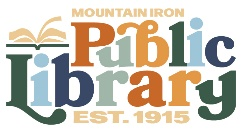 MOUNTAIN IRON
Public
Library
EST. 1915